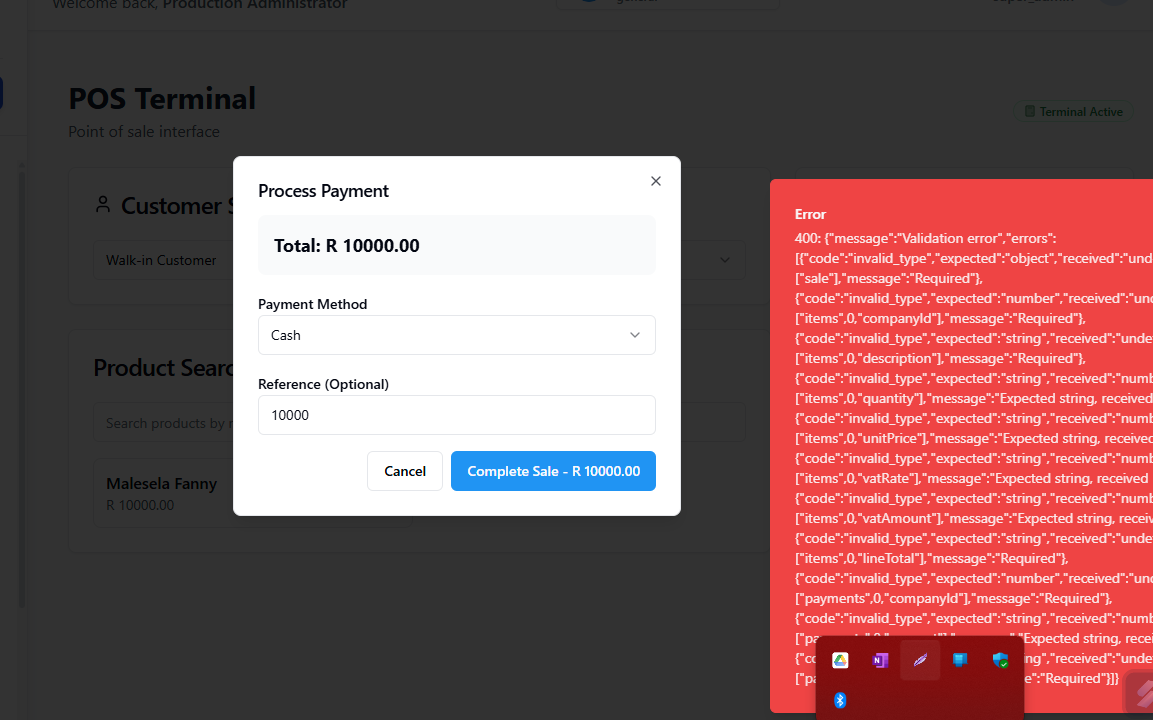 Welcome back, Production Administrator
general
super_admin
POS Terminal
Point of sale interface
Terminal Active
Customer S
Walk-in Customer
Product Searc
Search products by n
Malesela Fanny
R 10000.00
Process Payment
Total: R 10000.00
Payment Method
Cash
Reference (Optional)
10000
Cancel
Complete Sale - R 10000.00
Error
400: {"message":"Validation error","errors":
[{"code":"invalid_type","expected":"object","received":"und
["sale"],"message":"Required"},
{"code":"invalid_type","expected":"number","received":"und
["items",0,"companyId"],"message":"Required"},
{"code":"invalid_type","expected":"string","received":"unde
["items",0,"description"],"message":"Required"},
{"code":"invalid_type","expected":"string","received":"numb
["items",0,"quantity"],"message":"Expected string, received
{"code":"invalid_type","expected":"string","received":"numb
["items",0,"unitPrice"],"message":"Expected string, received
{"code":"invalid_type","expected":"string","received":"numb
["items",0,"vatRate"],"message":"Expected string, received
{"code":"invalid_type","expected":"string","received":"numb
["items",0,"vatAmount"],"message":"Expected string, receiv
{"code":"invalid_type","expected":"string","received":"unde
["items",0,"lineTotal"],"message":"Required"},
{"code":"invalid_type","expected":"number","received":"und
["payments",0,"companyId"],"message":"Required"},
{"code":"invalid_type","expected":"string","received":"numb
["pa "Expected string, recei
{"co ng","received":"unde
["pa e":"Required"}]}